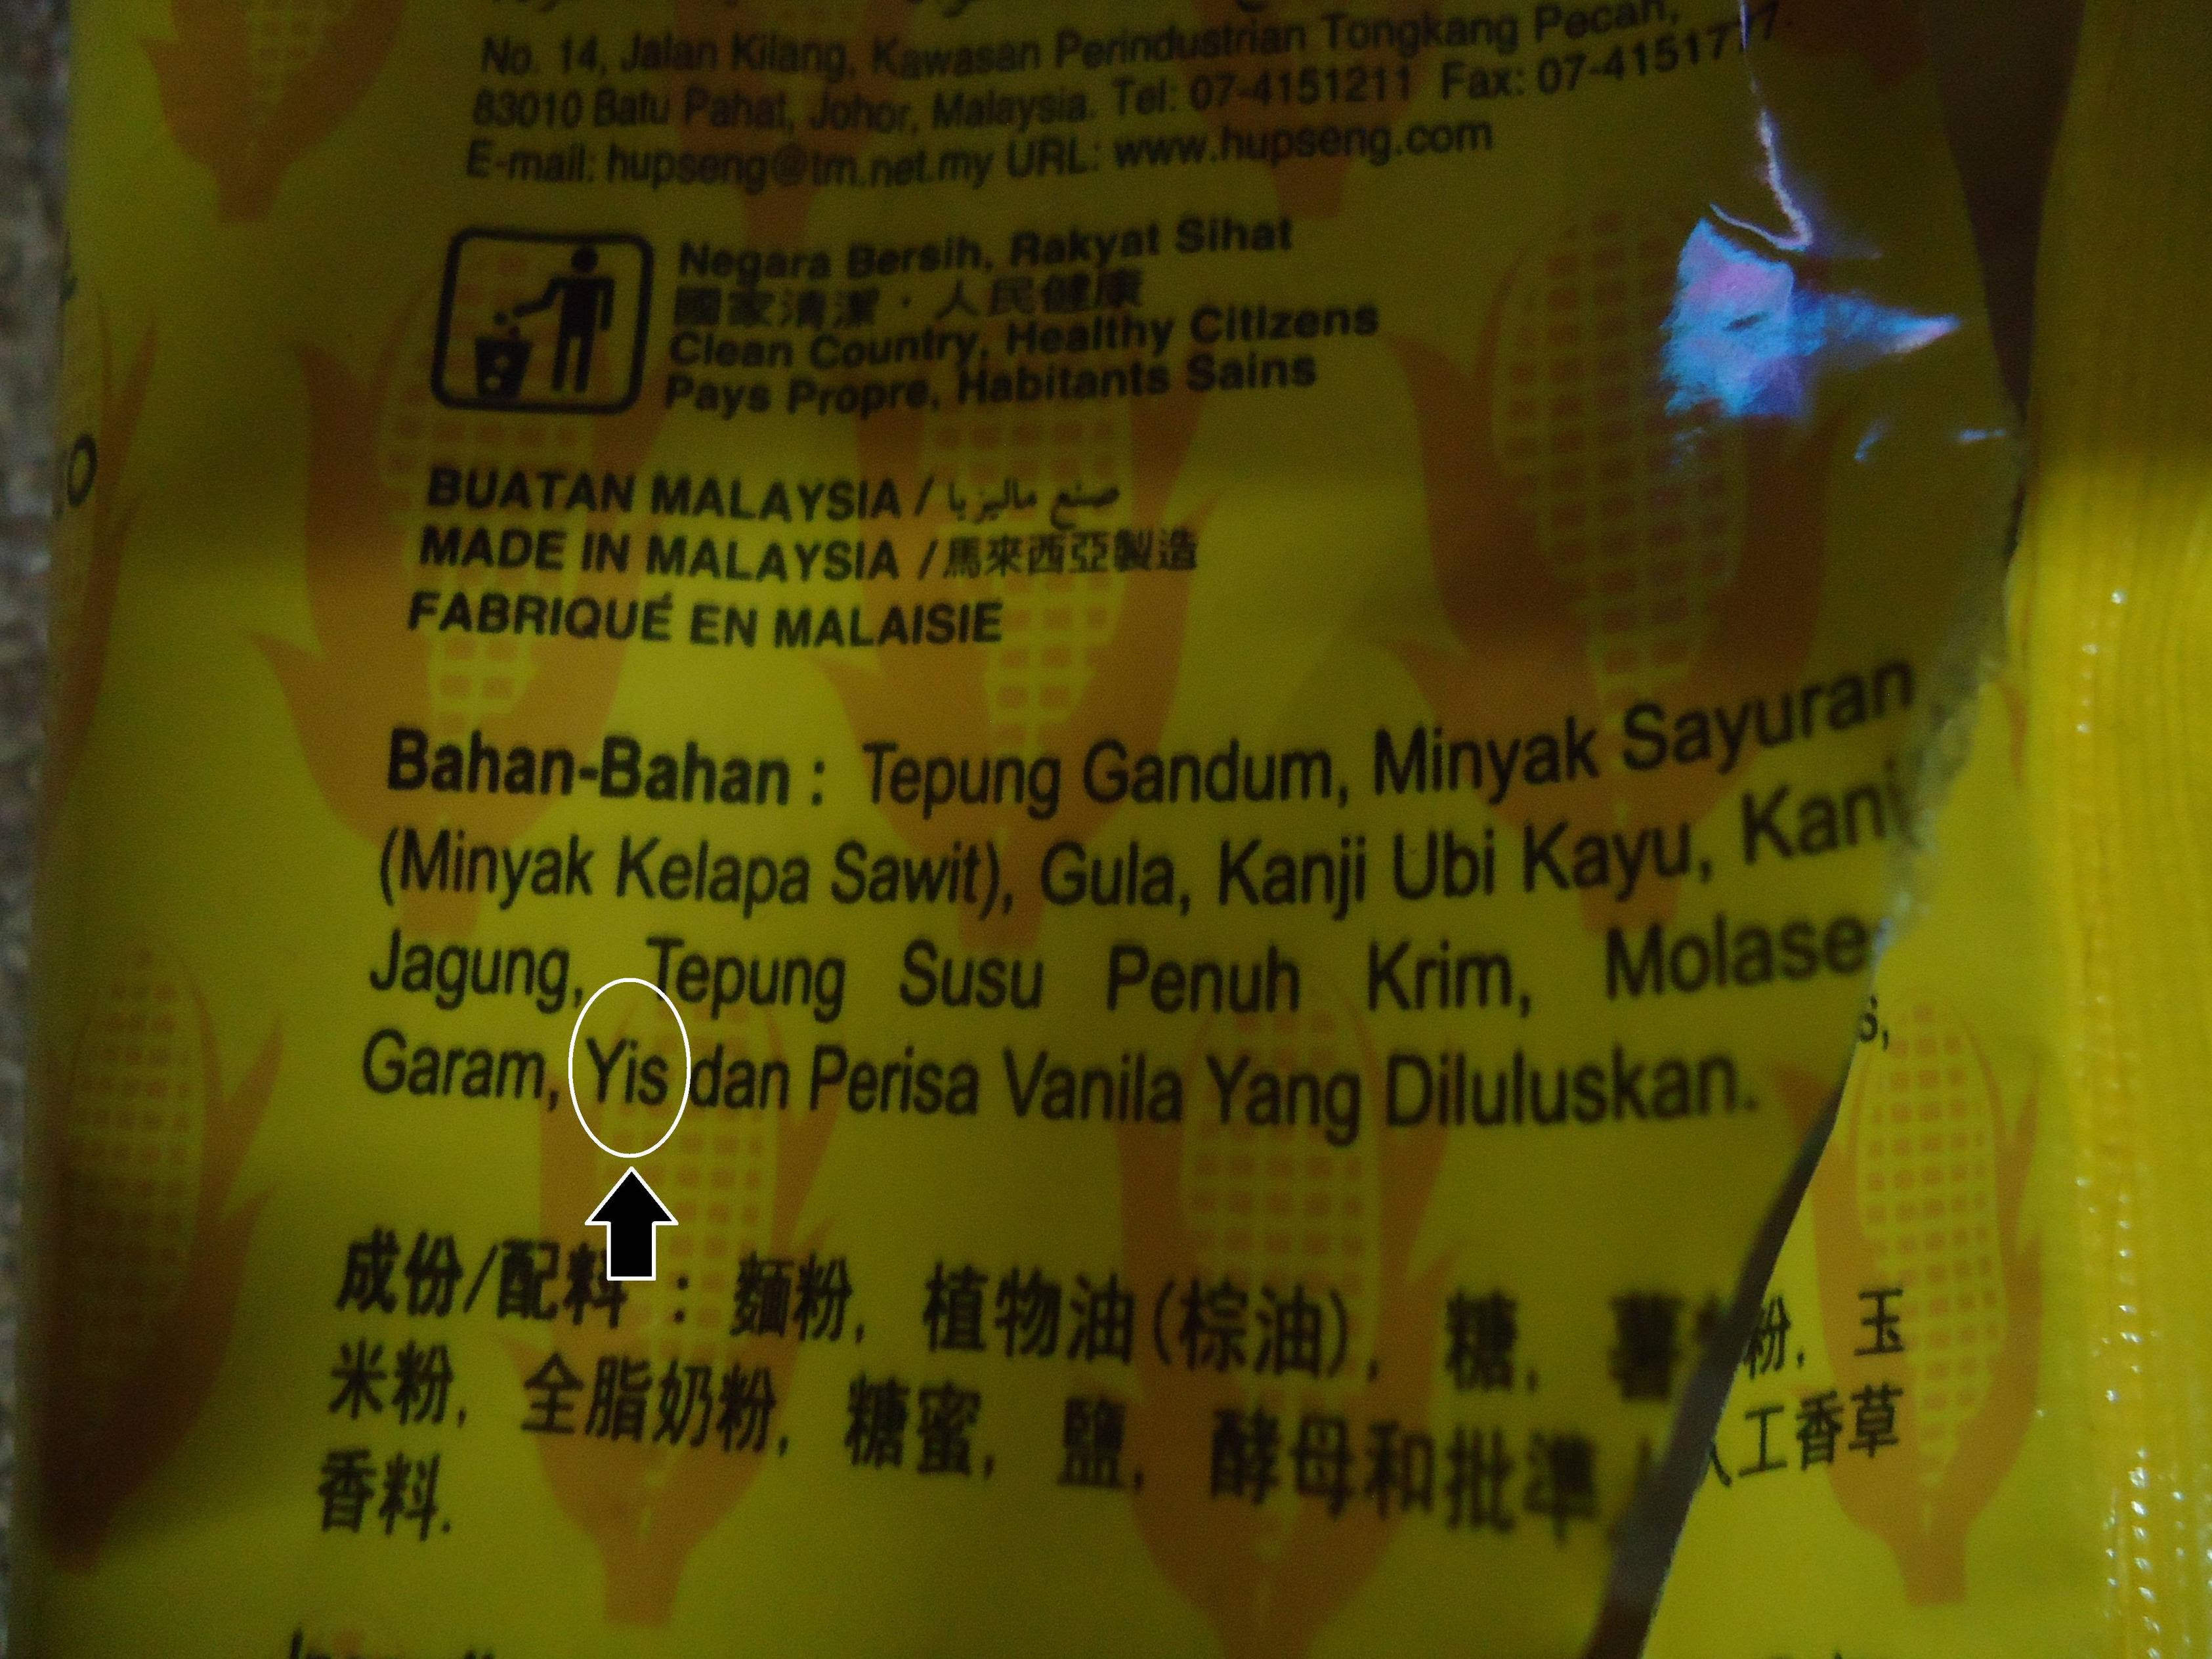 No. 14, Jalan Kilang, Kawasan Perindustrian Tongkang Pecah,
83010 Batu Pahat, Johor, Malaysia. Tel: 07-4151211 Fax: 07-4151777.
E-mail: hupseng@tm.net.my URL: www.hupseng.com
Negara Bersih, Rakyat Sihat
國家清潔・人民健康
Clean Country, Healthy Citizens
Pays Propre, Habitants Sains
BUATAN MALAYSIA / صنع ماليزيا
MADE IN MALAYSIA / 馬來西亞製造
FABRIQUÉ EN MALAISIE
Bahan-Bahan : Tepung Gandum, Minyak Sayuran
(Minyak Kelapa Sawit), Gula, Kanji Ubi Kayu, Kanji
Jagung, Tepung Susu Penuh Krim, Molases,
Garam, Yis dan Perisa Vanila Yang Diluluskan.
成份/配料 : 麵粉, 植物油(棕油), 糖, 粉, 玉
米粉, 全脂奶粉, 糖蜜, 鹽, 酵母和批準 人工香草
香料.